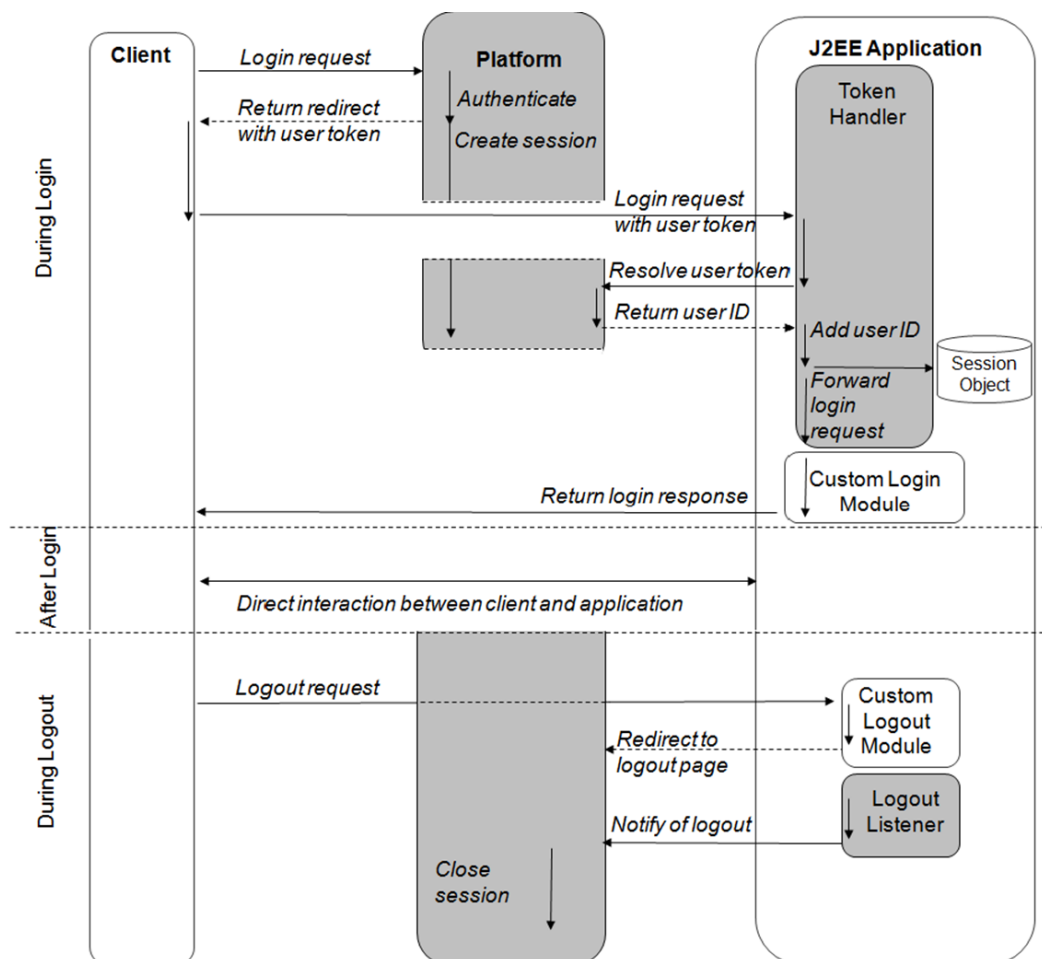 Client
Platform
J2EE Application
During Login
Login request
Authenticate
Return redirect
with user token
Create session
Token
Handler
Login request
with user token
Resolve user token
Return user ID
Add user ID
Session
Object
Forward
login
request
Custom Login
Module
Return login response
After Login
Direct interaction between client and application
During Logout
Logout request
Custom
Logout
Module
Redirect to
logout page
Logout
Listener
Notify of logout
Close
session